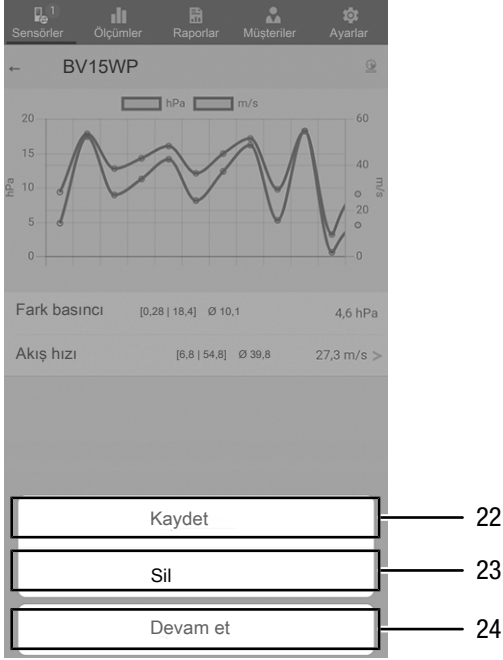 1
Sensörler Ölçümler Raporlar Müşteriler Ayarlar
← BV15WP
hPa m/s
20 60
15
40
10
20
5
0 0
hPa
m/s
Fark basıncı [0,28 | 18,4] Ø 10,1 4,6 hPa
Akış hızı [6,8 | 54,8] Ø 39,8 27,3 m/s >
Kaydet 22
Sil 23
Devam et 24